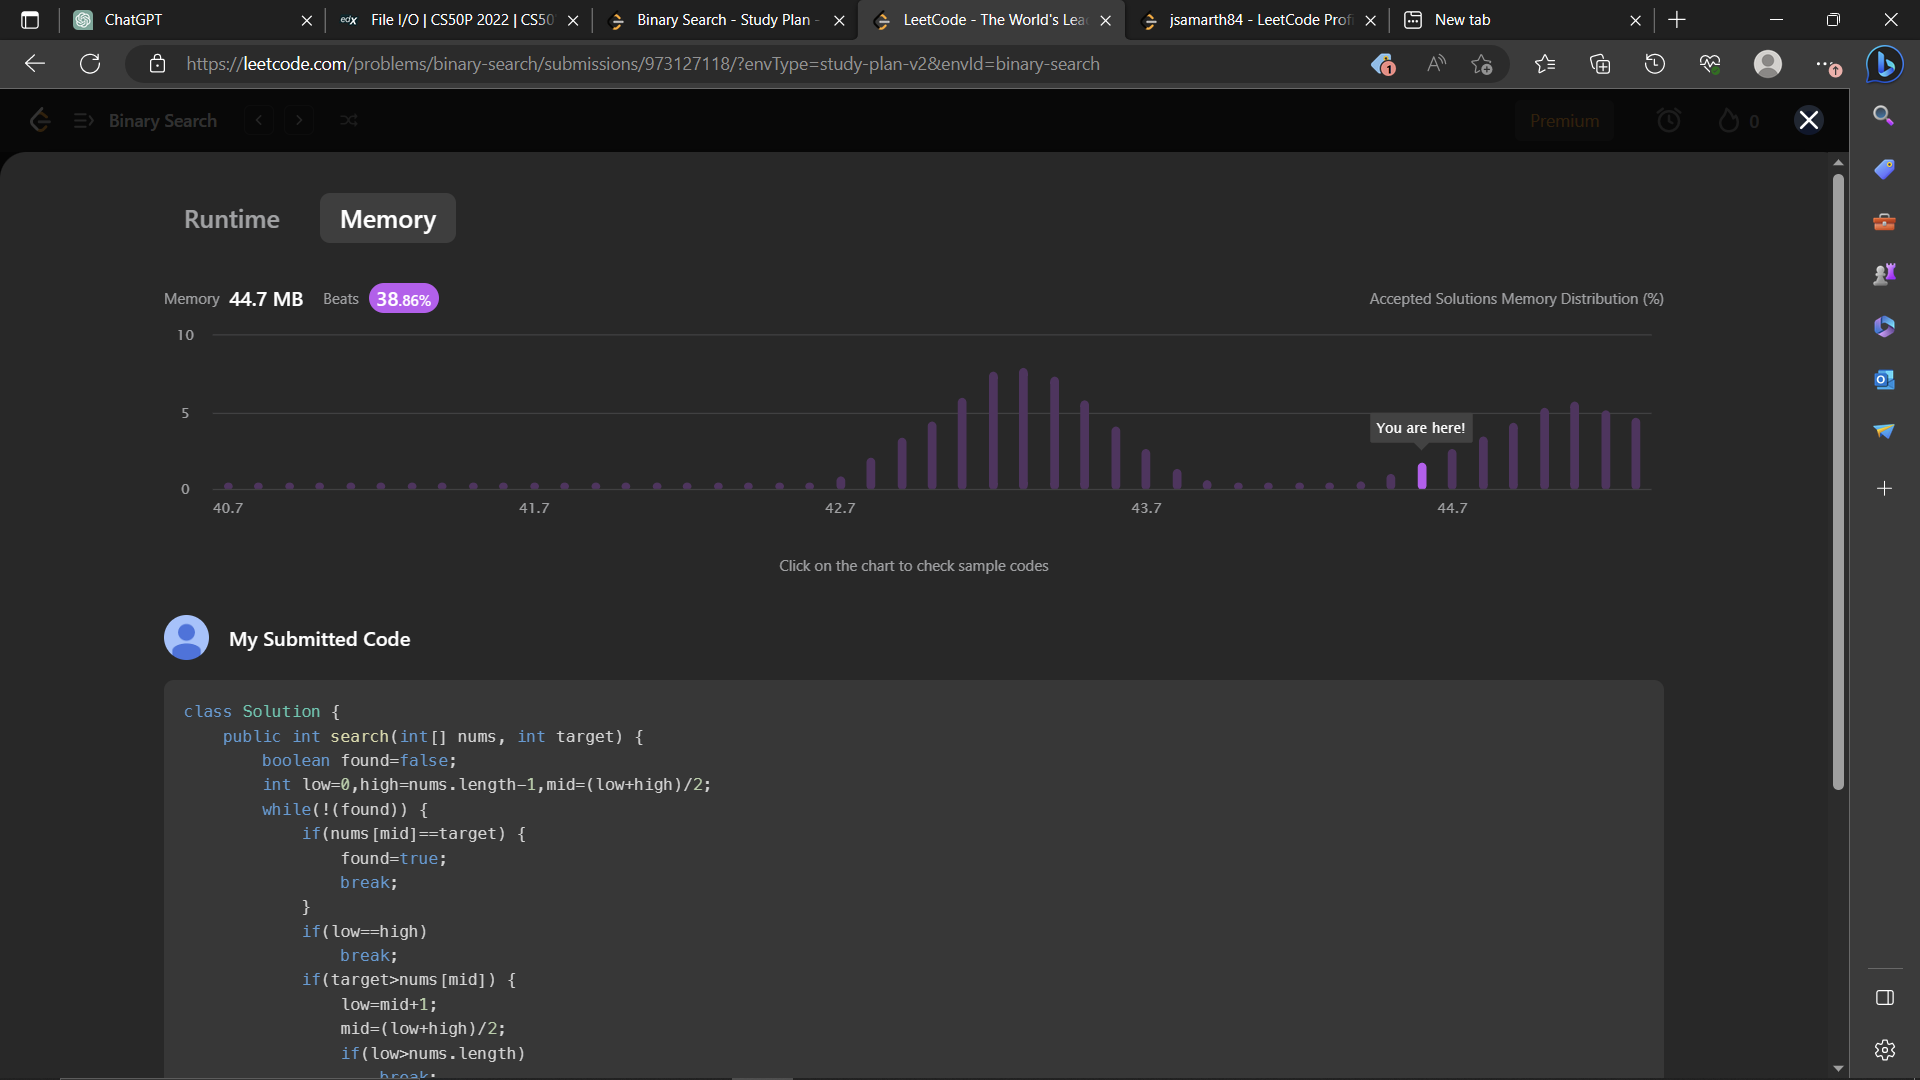 ChatGPT
edx File I/O | CS50P 2022 | CS50
Binary Search - Study Plan -
LeetCode - The World's Lea
jsamarth84 - LeetCode Profi
New tab
https://leetcode.com/problems/binary-search/submissions/973127118/?envType=study-plan-v2&envId=binary-search
1
Binary Search
Premium
0
Runtime
Memory
Memory 44.7 MB Beats 38.86%
Accepted Solutions Memory Distribution (%)
10
5
You are here!
0
40.7 41.7 42.7 43.7 44.7
Click on the chart to check sample codes
My Submitted Code
class Solution {
public int search(int[] nums, int target) {
boolean found=false;
int low=0,high=nums.length-1,mid=(low+high)/2;
while(!(found)) {
if(nums[mid]==target) {
found=true;
break;
}
if(low==high)
break;
if(target>nums[mid]) {
low=mid+1;
mid=(low+high)/2;
if(low>nums.length)
break;